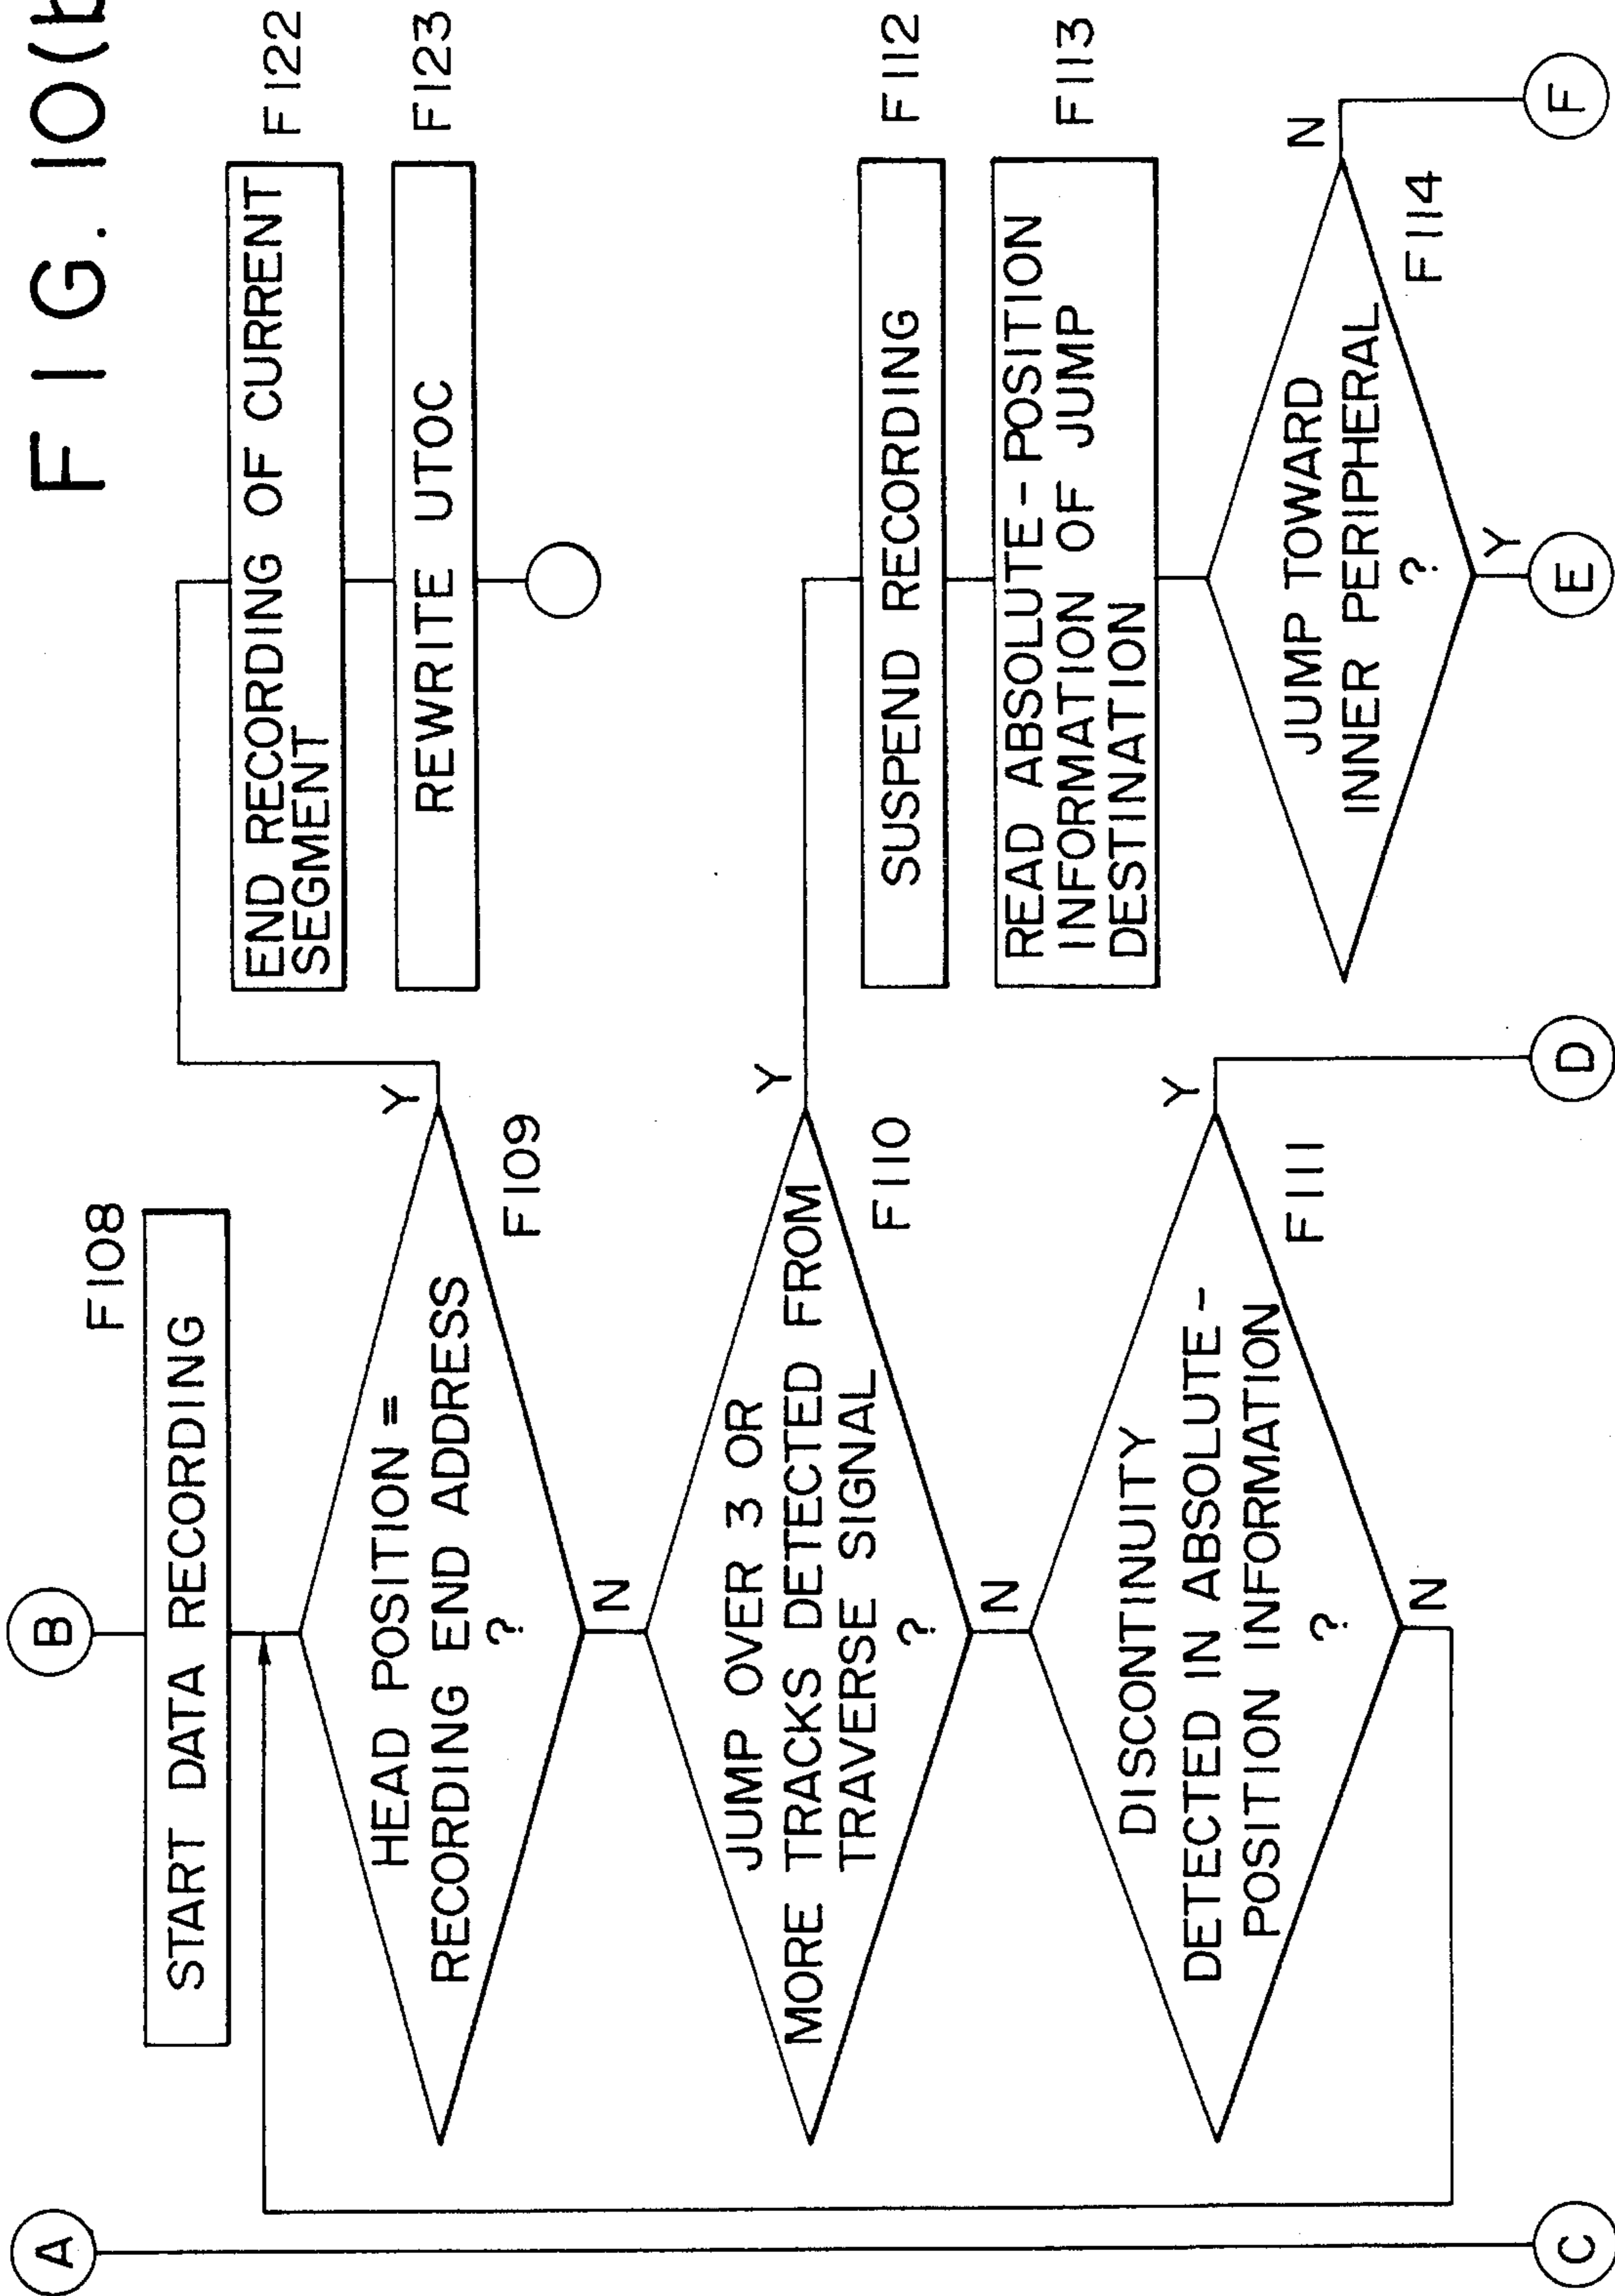 FIG. 10(b
A
B
F108
START DATA RECORDING
HEAD POSITION =
RECORDING END ADDRESS
?
Y
F109
N
END RECORDING OF CURRENT
SEGMENT
F122
REWRITE UTOC
F123
JUMP OVER 3 OR
MORE TRACKS DETECTED FROM
TRAVERSE SIGNAL
?
Y
F110
N
SUSPEND RECORDING
F112
READ ABSOLUTE-POSITION
INFORMATION OF JUMP
DESTINATION
F113
DISCONTINUITY
DETECTED IN ABSOLUTE-
POSITION INFORMATION
?
Y
F111
N
JUMP TOWARD
INNER PERIPHERAL
?
N
F114
Y
C
D
E
F